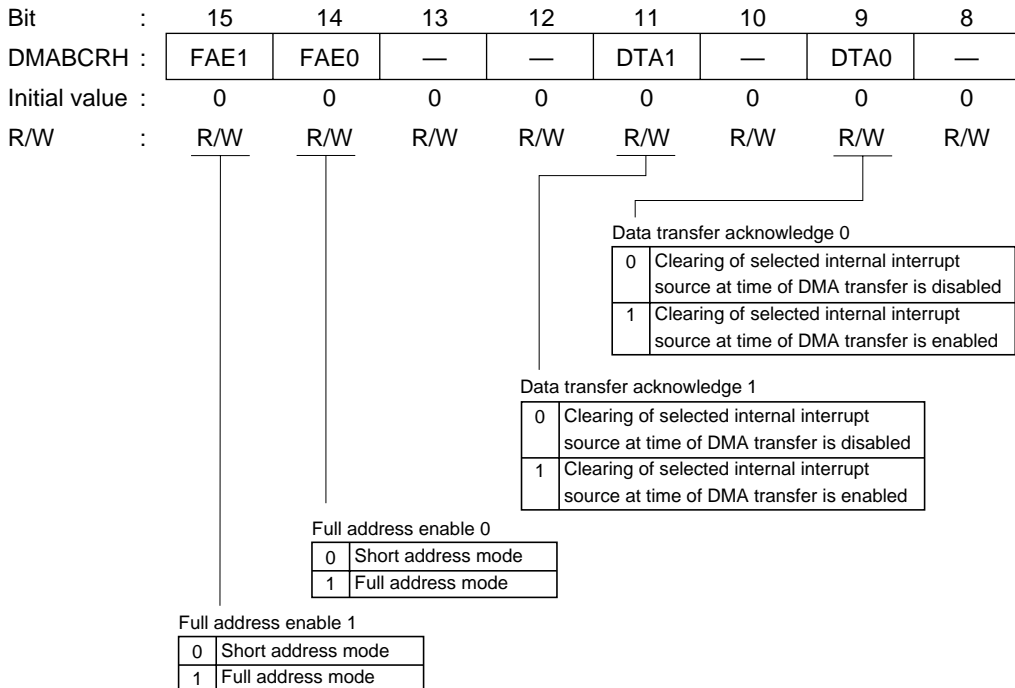 Bit : 15 14 13 12 11 10 9 8
DMABCRH : FAE1 FAE0 — — DTA1 — DTA0 —
Initial value : 0 0 0 0 0 0 0 0
R/W : R/W R/W R/W R/W R/W R/W R/W R/W
Data transfer acknowledge 0
0 Clearing of selected internal interrupt
source at time of DMA transfer is disabled
1 Clearing of selected internal interrupt
source at time of DMA transfer is enabled
Data transfer acknowledge 1
0 Clearing of selected internal interrupt
source at time of DMA transfer is disabled
1 Clearing of selected internal interrupt
source at time of DMA transfer is enabled
Full address enable 0
0 Short address mode
1 Full address mode
Full address enable 1
0 Short address mode
1 Full address mode